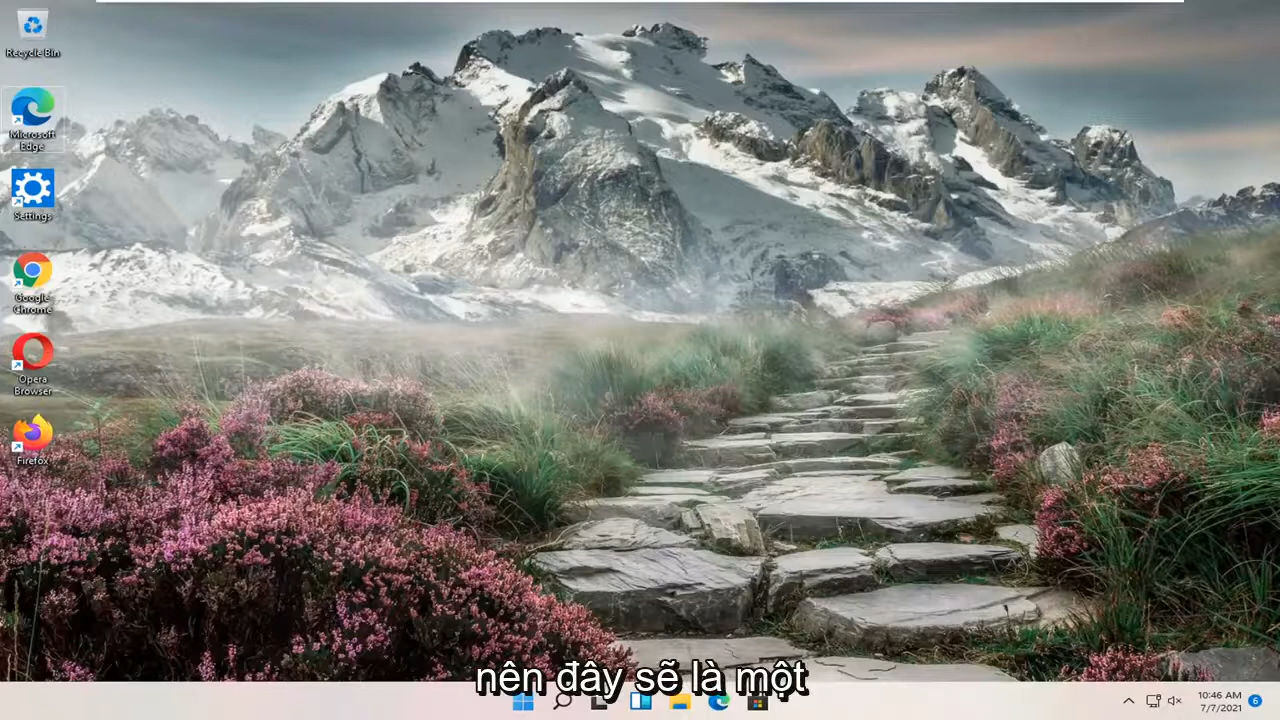 Recycle Bin
Microsoft
Edge
Settings
Google
Chrome
Opera
Browser
Firefox
nên đây sẽ là một
10:46 AM
7/7/2021
6